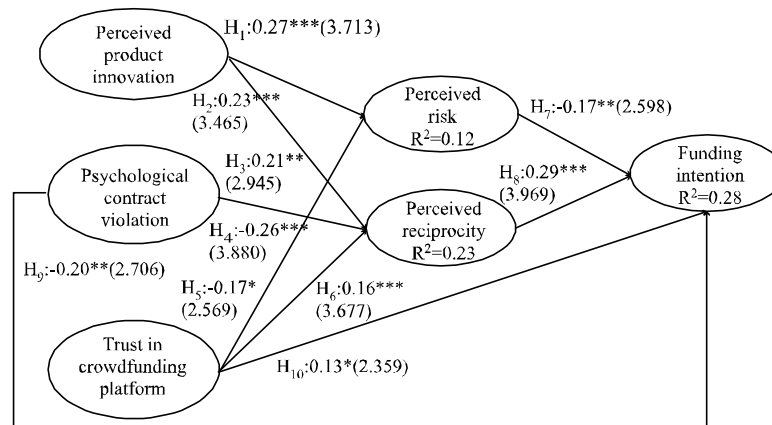 Perceived
product
innovation
H1:0.27***(3.713)
H2:0.23***
(3.465)
Perceived
risk
R²=0.12
H7:-0.17**(2.598)
H3:0.21**
(2.945)
Psychological
contract
violation
H8:0.29***
(3.969)
Funding
intention
R²=0.28
H4:-0.26***
(3.880)
Perceived
reciprocity
R²=0.23
H9:-0.20**(2.706)
H5:-0.17*
(2.569)
H6:0.16***
(3.677)
Trust in
crowdfunding
platform
H10:0.13*(2.359)